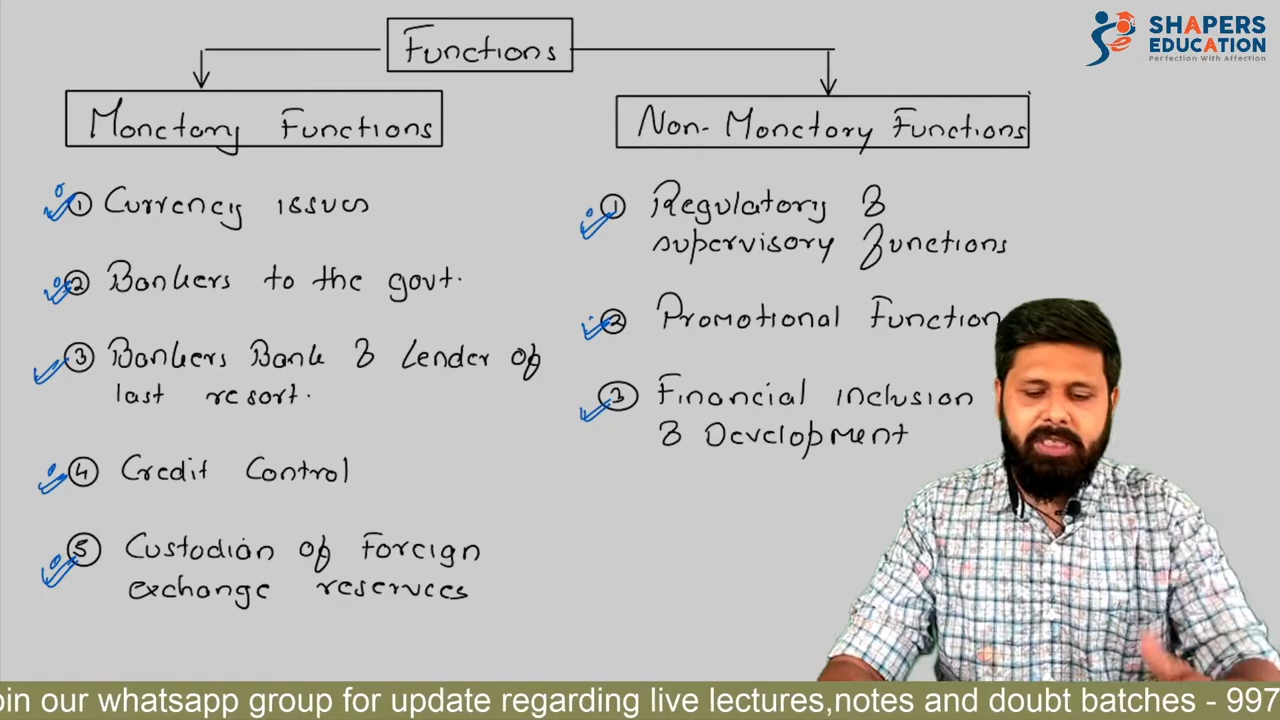 SHAPERS
EDUCATION
Perfection With Affection
Functions
Monetary Functions
① Currency issues
② Bankers to the govt.
③ Bankers Bank & Lender of
last resort.
④ Credit Control
⑤ Custodian of Foreign
exchange reserves
Non-Monetary Functions
① Regulatory &
supervisory functions
② Promotional Function
③ Financial inclusion
& Development
oin our whatsapp group for update regarding live lectures,notes and doubt batches - 997